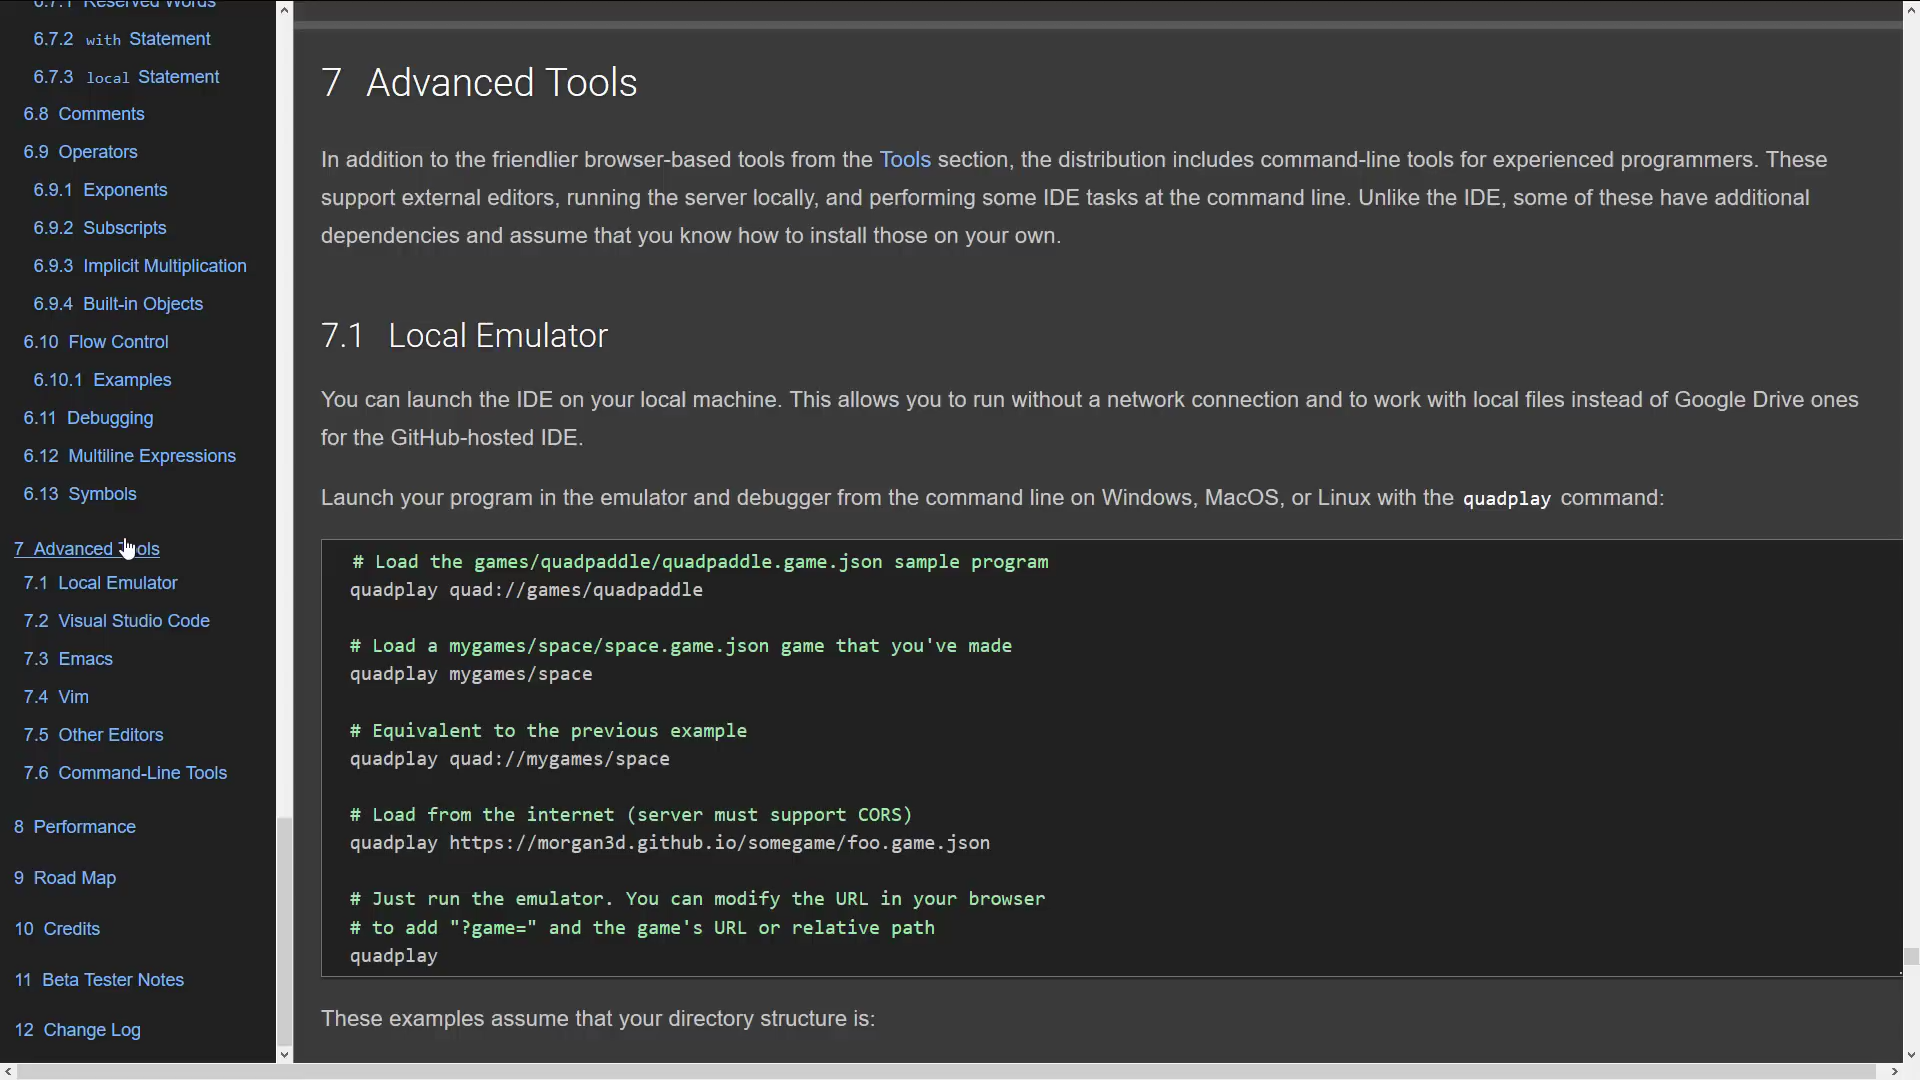 6.7.1 Reserved Words
6.7.2 with Statement
6.7.3 local Statement
6.8 Comments
6.9 Operators
6.9.1 Exponents
6.9.2 Subscripts
6.9.3 Implicit Multiplication
6.9.4 Built-in Objects
6.10 Flow Control
6.10.1 Examples
6.11 Debugging
6.12 Multiline Expressions
6.13 Symbols
7 Advanced Tools
7.1 Local Emulator
7.2 Visual Studio Code
7.3 Emacs
7.4 Vim
7.5 Other Editors
7.6 Command-Line Tools
8 Performance
9 Road Map
10 Credits
11 Beta Tester Notes
12 Change Log
7 Advanced Tools
In addition to the friendlier browser-based tools from the Tools section, the distribution includes command-line tools for experienced programmers. These
support external editors, running the server locally, and performing some IDE tasks at the command line. Unlike the IDE, some of these have additional
dependencies and assume that you know how to install those on your own.
7.1 Local Emulator
You can launch the IDE on your local machine. This allows you to run without a network connection and to work with local files instead of Google Drive ones
for the GitHub-hosted IDE.
Launch your program in the emulator and debugger from the command line on Windows, MacOS, or Linux with the quadplay command:
# Load the games/quadpaddle/quadpaddle.game.json sample program
quadplay quad://games/quadpaddle
# Load a mygames/space/space.game.json game that you've made
quadplay mygames/space
# Equivalent to the previous example
quadplay quad://mygames/space
# Load from the internet (server must support CORS)
quadplay https://morgan3d.github.io/somegame/foo.game.json
# Just run the emulator. You can modify the URL in your browser
# to add "?game=" and the game's URL or relative path
quadplay
These examples assume that your directory structure is: